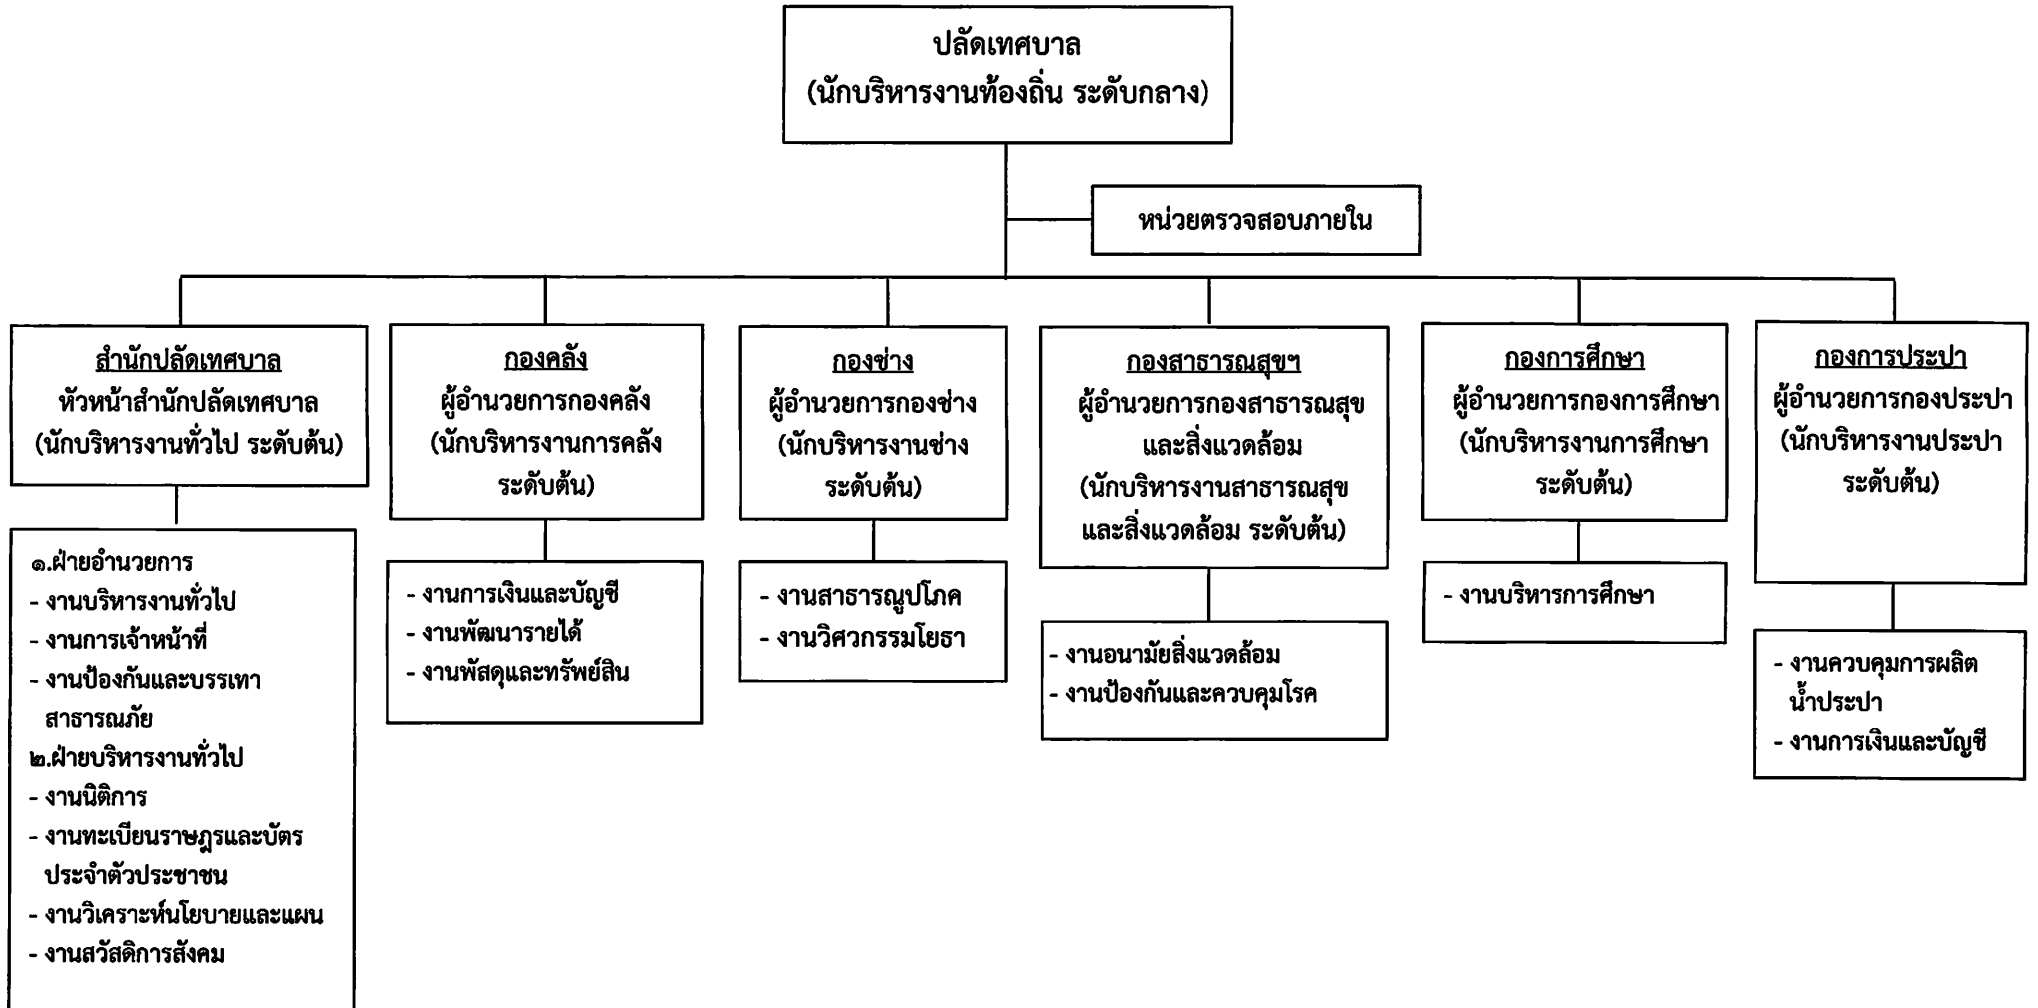 ปลัดเทศบาล
(นักบริหารงานท้องถิ่น ระดับกลาง)
หน่วยตรวจสอบภายใน
สำนักปลัดเทศบาล
หัวหน้าสำนักปลัดเทศบาล
(นักบริหารงานทั่วไป ระดับต้น)
๑.ฝ่ายอำนวยการ
- งานบริหารงานทั่วไป
- งานการเจ้าหน้าที่
- งานป้องกันและบรรเทา
สาธารณภัย
๒.ฝ่ายบริหารงานทั่วไป
- งานนิติการ
- งานทะเบียนราษฎรและบัตร
ประจำตัวประชาชน
- งานวิเคราะห์นโยบายและแผน
- งานสวัสดิการสังคม
กองคลัง
ผู้อำนวยการกองคลัง
(นักบริหารงานการคลัง
ระดับต้น)
- งานการเงินและบัญชี
- งานพัฒนารายได้
- งานพัสดุและทรัพย์สิน
กองช่าง
ผู้อำนวยการกองช่าง
(นักบริหารงานช่าง
ระดับต้น)
- งานสาธารณูปโภค
- งานวิศวกรรมโยธา
กองสาธารณสุขฯ
ผู้อำนวยการกองสาธารณสุข
และสิ่งแวดล้อม
(นักบริหารงานสาธารณสุข
และสิ่งแวดล้อม ระดับต้น)
- งานอนามัยสิ่งแวดล้อม
- งานป้องกันและควบคุมโรค
กองการศึกษา
ผู้อำนวยการกองการศึกษา
(นักบริหารงานการศึกษา
ระดับต้น)
- งานบริหารการศึกษา
กองการประปา
ผู้อำนวยการกองประปา
(นักบริหารงานประปา
ระดับต้น)
- งานควบคุมการผลิต
น้ำประปา
- งานการเงินและบัญชี